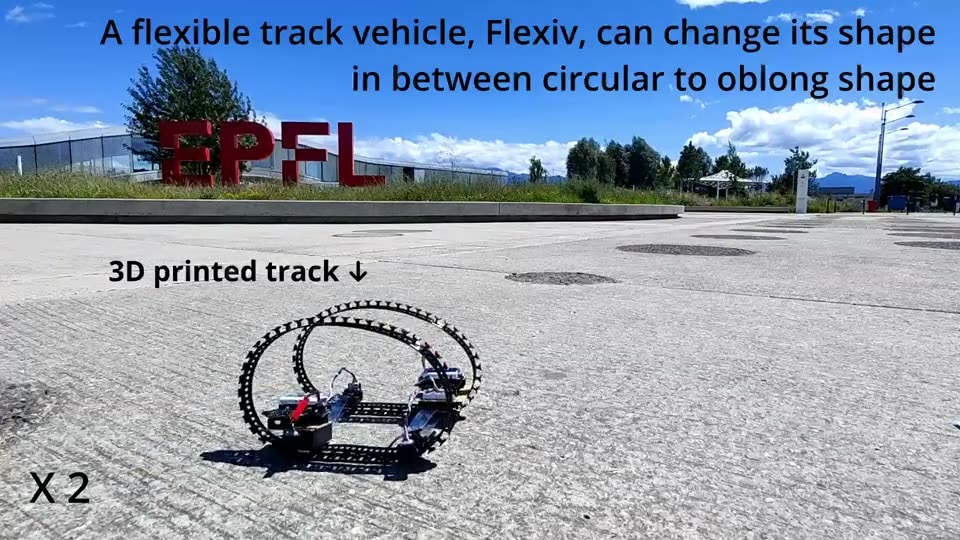 A flexible track vehicle, Flexiv, can change its shape
in between circular to oblong shape
EPFL
3D printed track ↓
X 2